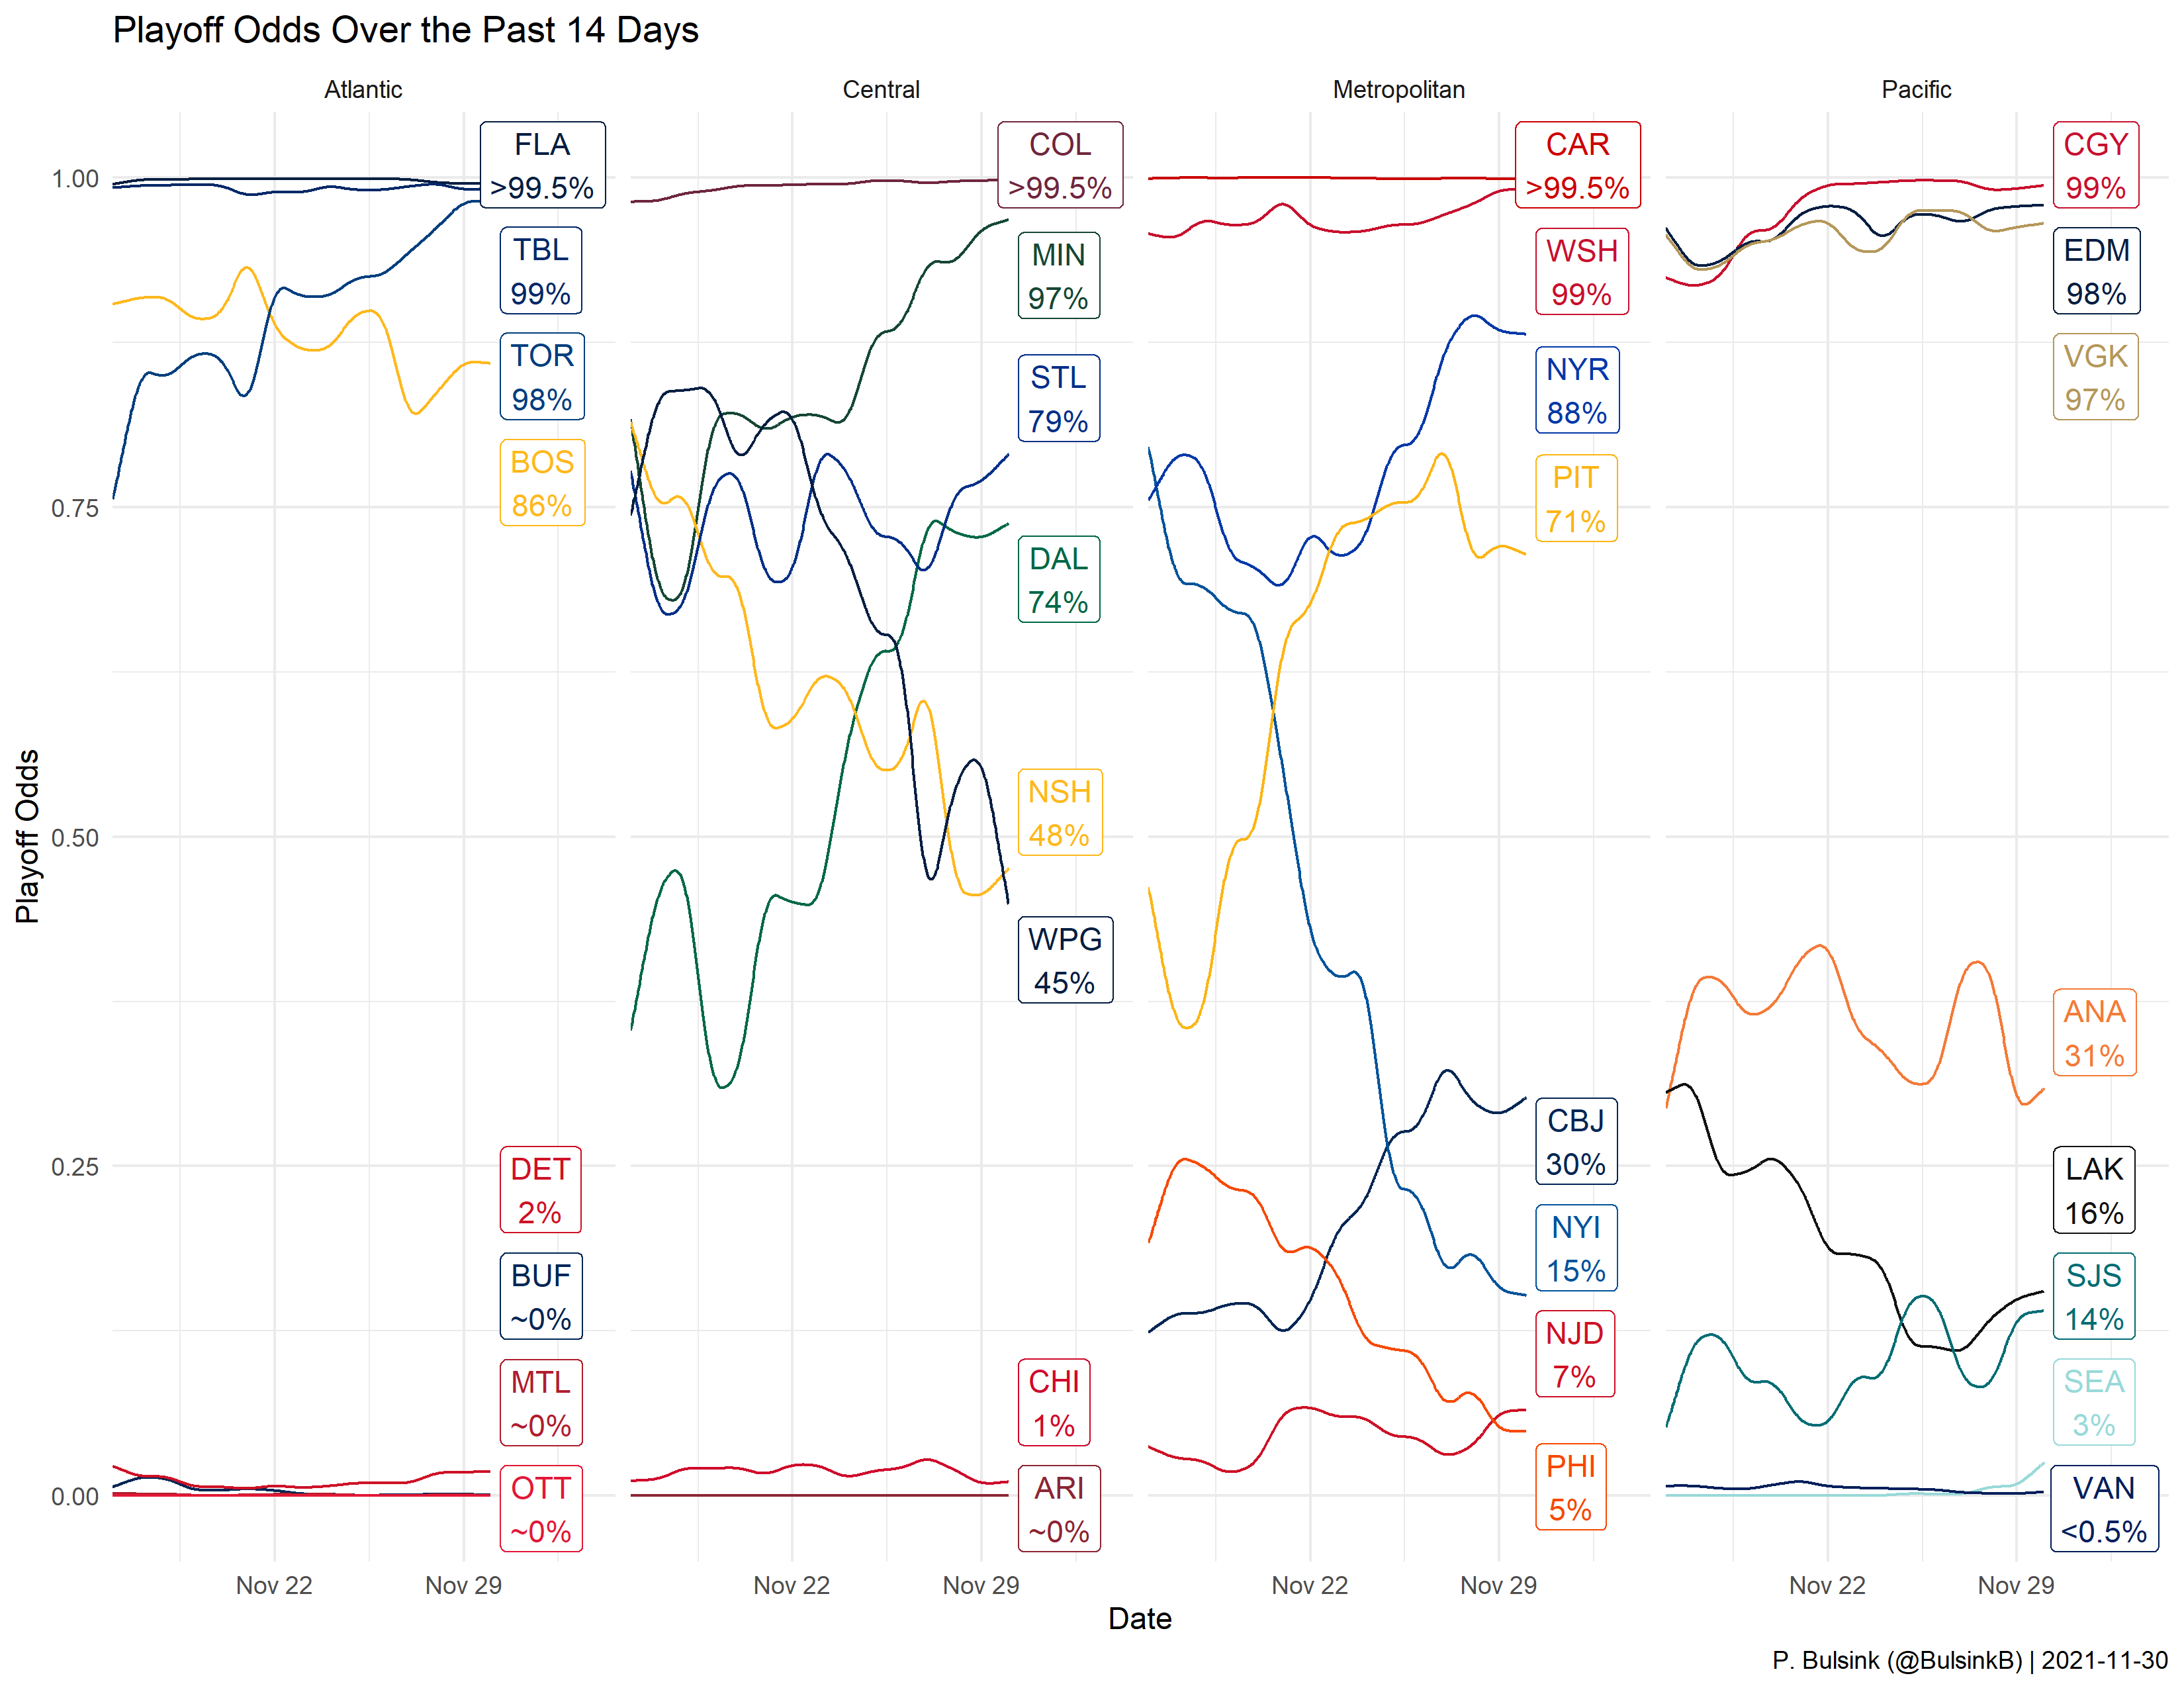 Playoff Odds Over the Past 14 Days
Atlantic
Central
Metropolitan
Pacific
Playoff Odds
1.00
0.75
0.50
0.25
0.00
FLA
>99.5%
TBL
99%
TOR
98%
BOS
86%
DET
2%
BUF
~0%
MTL
~0%
OTT
~0%
COL
>99.5%
MIN
97%
STL
79%
DAL
74%
NSH
48%
WPG
45%
CHI
1%
ARI
~0%
CAR
>99.5%
WSH
99%
NYR
88%
PIT
71%
CBJ
30%
NYI
15%
NJD
7%
PHI
5%
CGY
99%
EDM
98%
VGK
97%
ANA
31%
LAK
16%
SJS
14%
SEA
3%
VAN
<0.5%
Nov 22
Nov 29
Nov 22
Nov 29
Nov 22
Nov 29
Nov 22
Nov 29
Date
P. Bulsink (@BulsinkB) | 2021-11-30